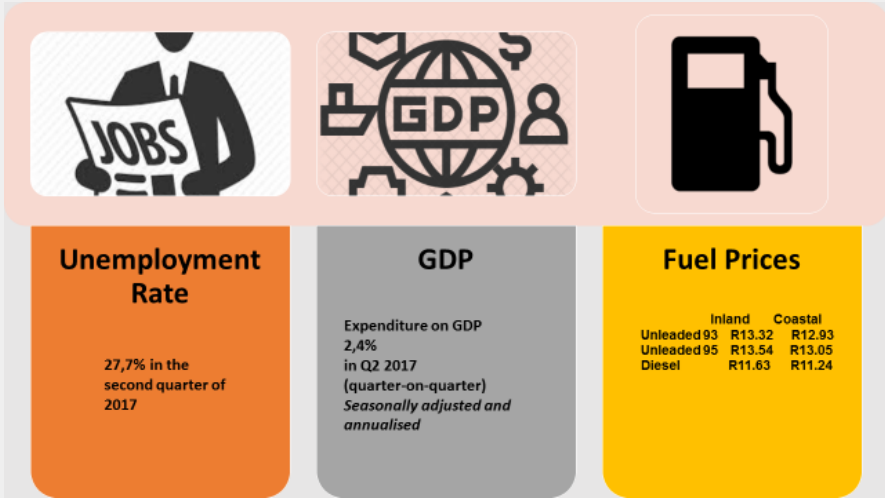 JOBS
GDP
$
Unemployment
Rate
27,7% in the
second quarter of
2017
GDP
Expenditure on GDP
2,4%
in Q2 2017
(quarter-on-quarter)
Seasonally adjusted and
annualised
Fuel Prices
Inland Coastal
Unleaded 93 R13.32 R12.93
Unleaded 95 R13.54 R13.05
Diesel R11.63 R11.24